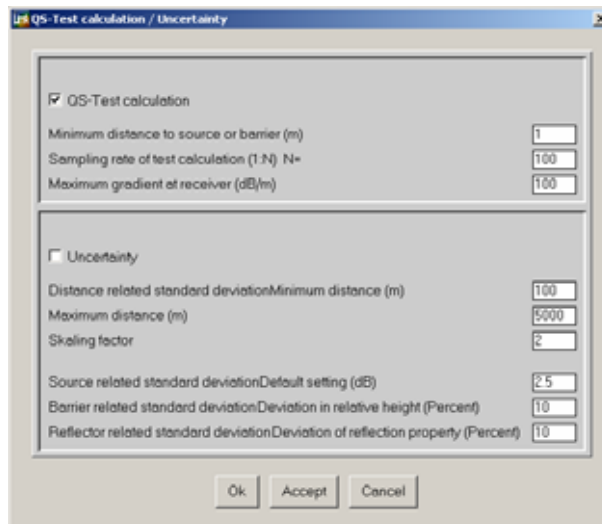 QS-Test calculation / Uncertainty
QS-Test calculation
Minimum distance to source or barrier (m) 1
Sampling rate of test calculation (1:N) N= 100
Maximum gradient at receiver (dB/m) 100
Uncertainty
Distance related standard deviationMinimum distance (m) 100
Maximum distance (m) 5000
Skaling factor 2
Source related standard deviationDefault setting (dB) 2.5
Barrier related standard deviationDeviation in relative height (Percent) 10
Reflector related standard deviationDeviation of reflection property (Percent) 10
Ok Accept Cancel